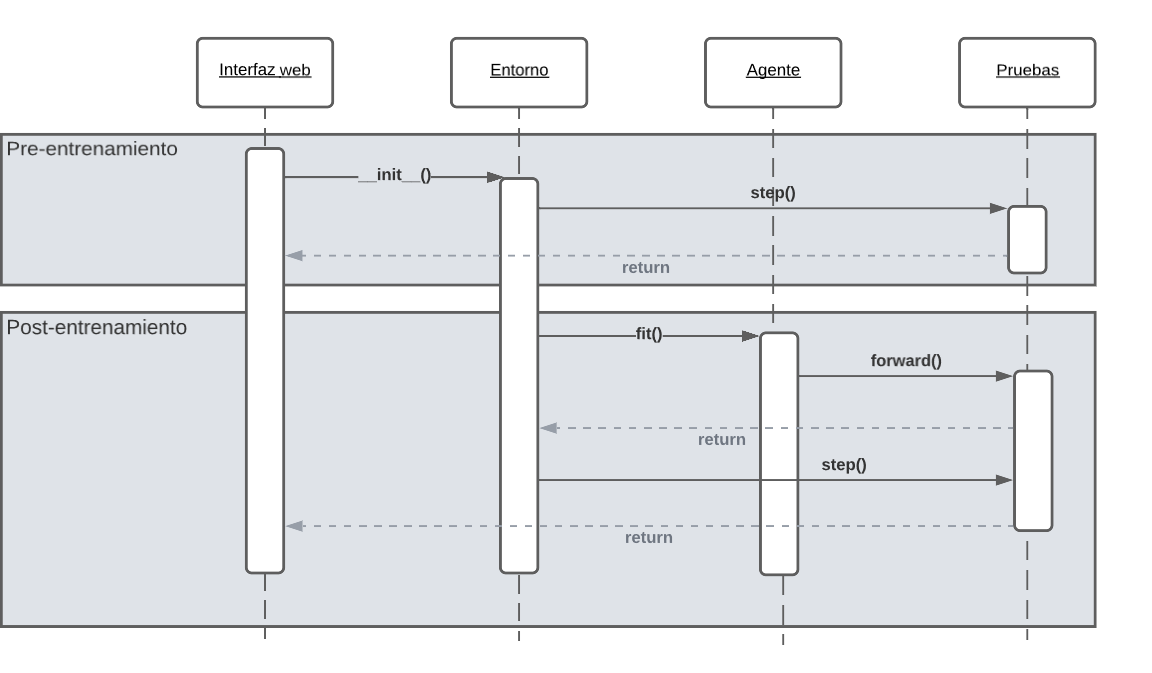 Interfaz web
Entorno
Agente
Pruebas
Pre-entrenamiento
__init__()
step()
return
Post-entrenamiento
fit()
forward()
return
step()
return